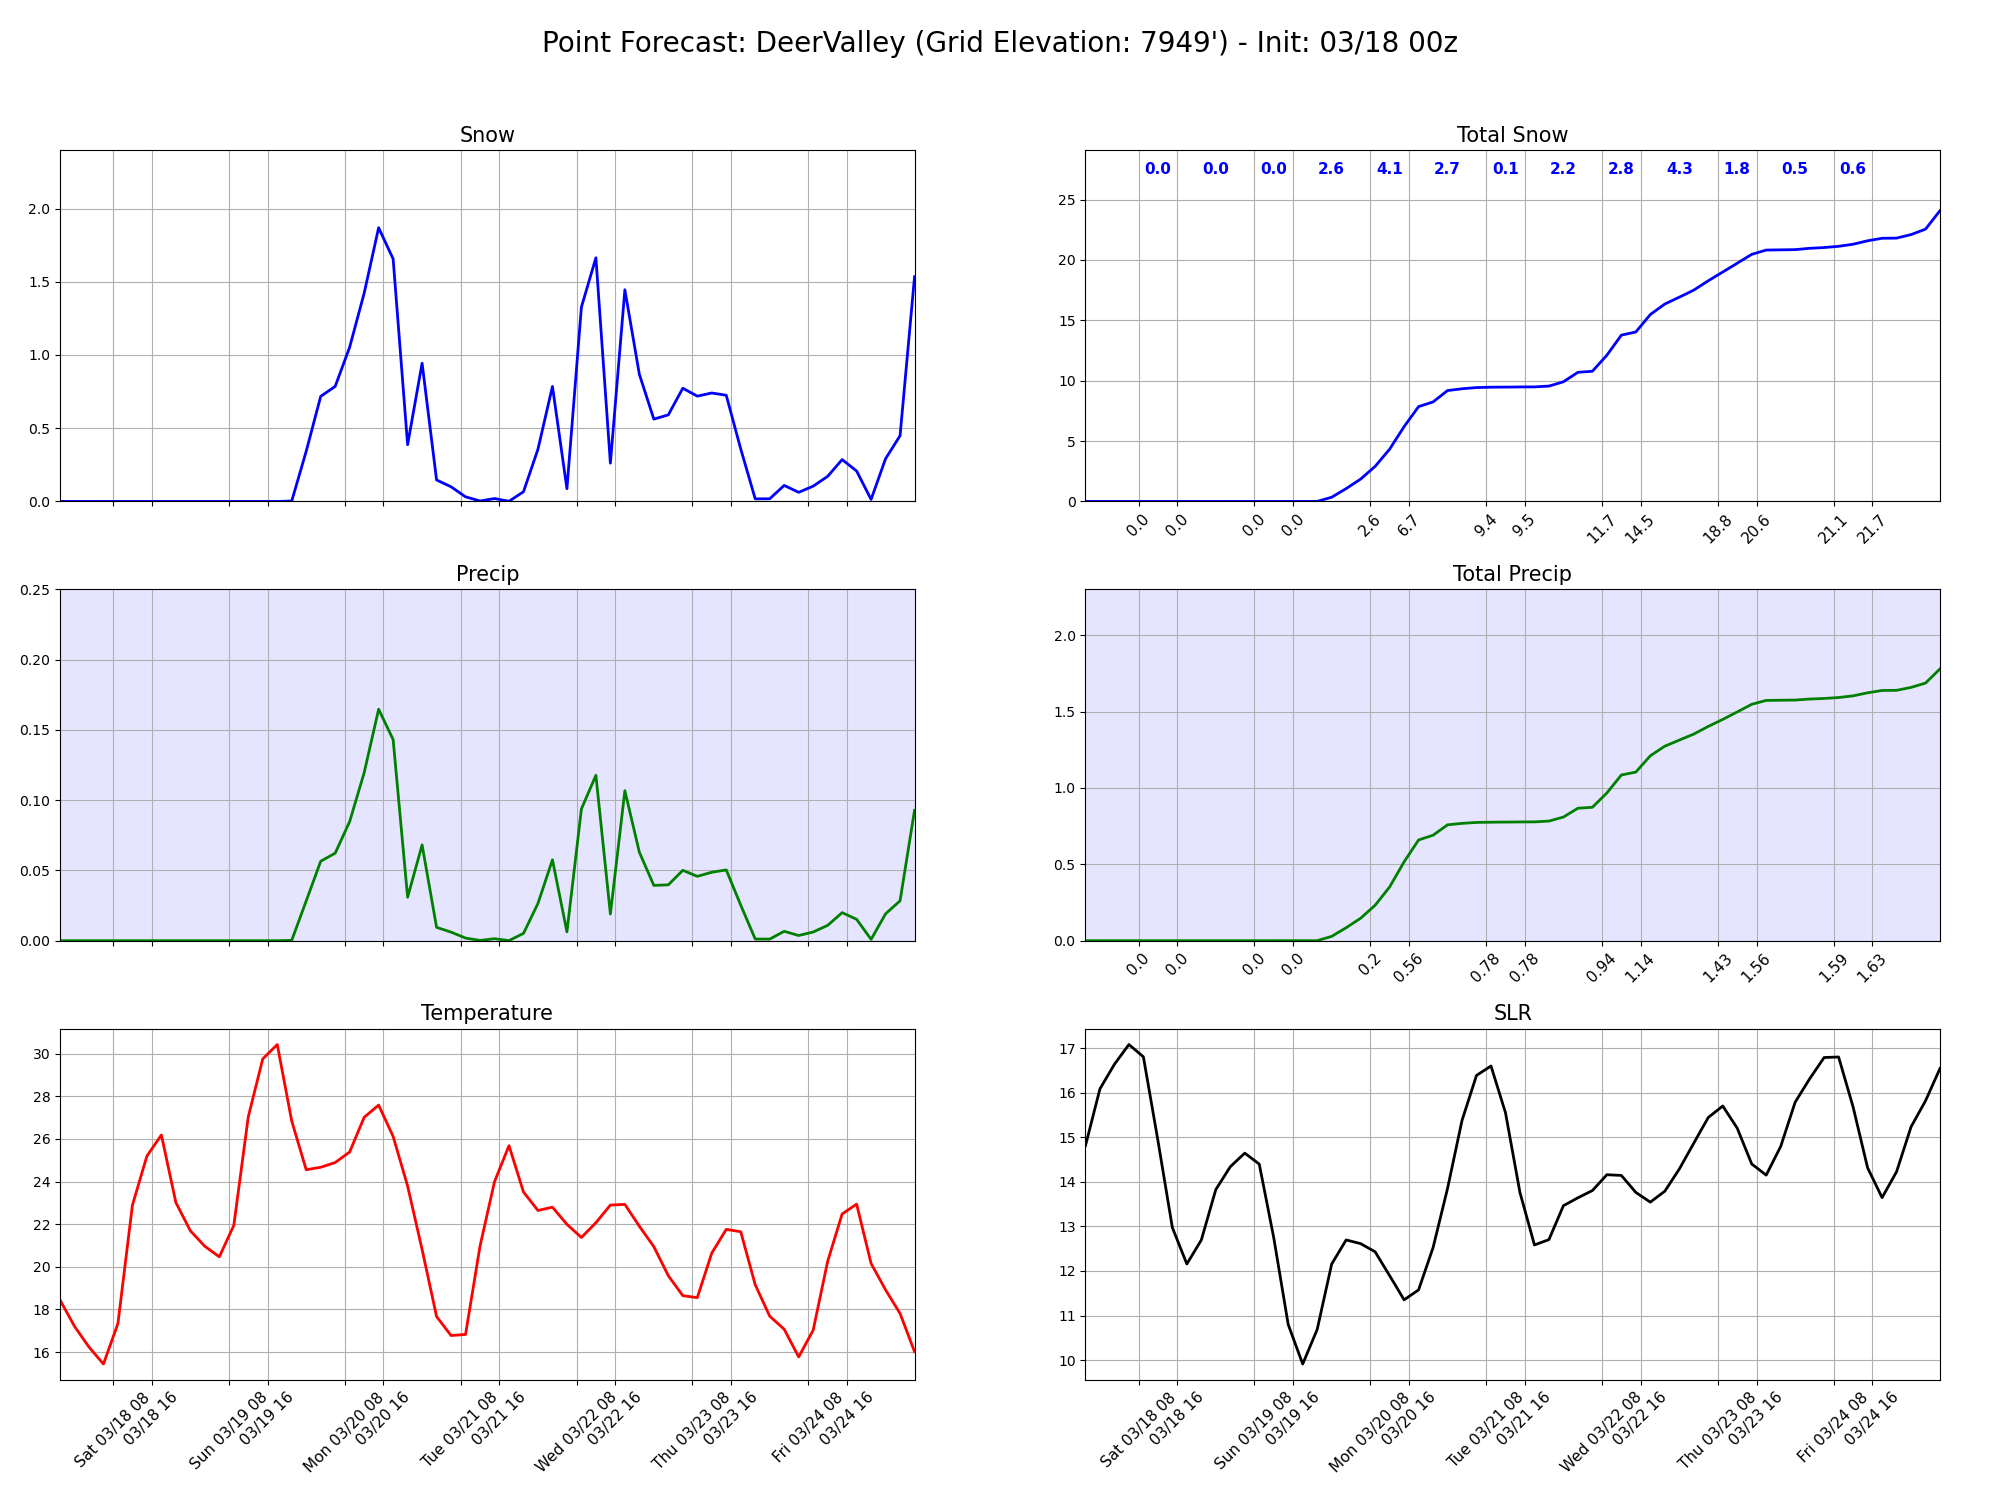 Point Forecast: DeerValley (Grid Elevation: 7949') - Init: 03/18 00z
Snow
2.0
1.5
1.0
0.5
0.0
Total Snow
0.0 0.0 0.0 2.6 4.1 2.7 0.1 2.2 2.8 4.3 1.8 0.5 0.6
25
20
15
10
5
0
0.0 0.0 0.0 0.0 2.6 6.7 9.4 9.5 11.7 14.5 18.8 20.6 21.1 21.7
Precip
0.25
0.20
0.15
0.10
0.05
0.00
Total Precip
2.0
1.5
1.0
0.5
0.0
0.0 0.0 0.0 0.0 0.2 0.56 0.78 0.78 0.94 1.14 1.43 1.56 1.59 1.63
Temperature
30
28
26
24
22
20
18
16
Sat 03/18 08
03/18 16
Sun 03/19 08
03/19 16
Mon 03/20 08
03/20 16
Tue 03/21 08
03/21 16
Wed 03/22 08
03/22 16
Thu 03/23 08
03/23 16
Fri 03/24 08
03/24 16
SLR
17
16
15
14
13
12
11
10
Sat 03/18 08
03/18 16
Sun 03/19 08
03/19 16
Mon 03/20 08
03/20 16
Tue 03/21 08
03/21 16
Wed 03/22 08
03/22 16
Thu 03/23 08
03/23 16
Fri 03/24 08
03/24 16